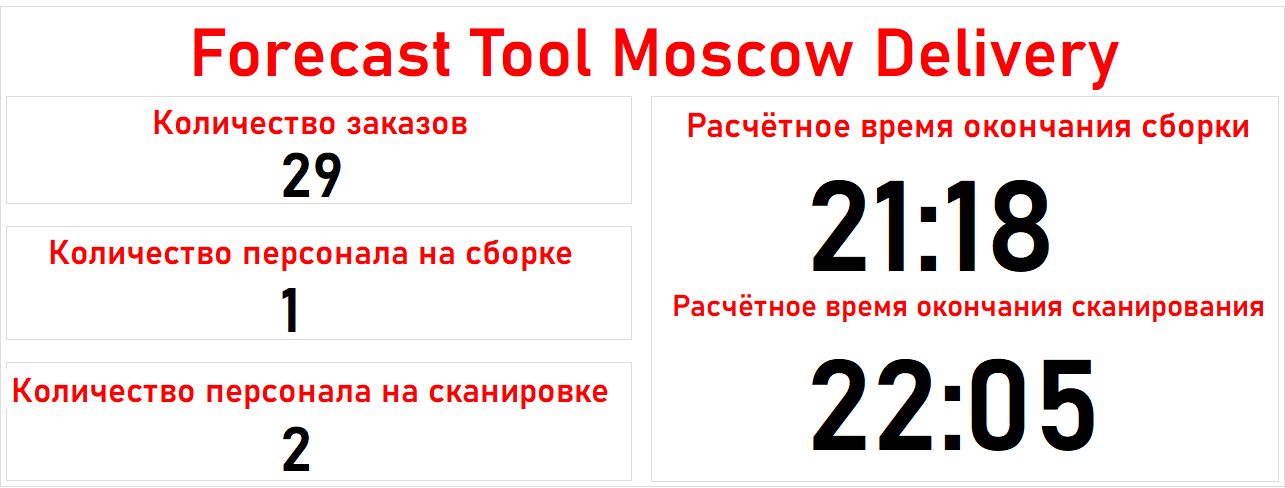 Forecast Tool Moscow Delivery
Количество заказов
29
Количество персонала на сборке
1
Количество персонала на сканировке
2
Расчётное время окончания сборки
21:18
Расчётное время окончания сканирования
22:05